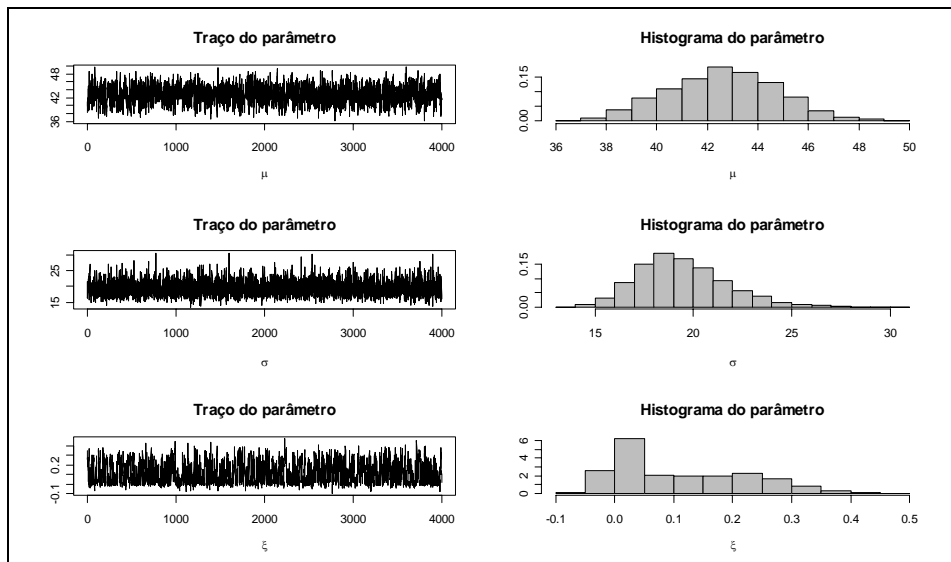 Traço do parâmetro
48
42
36
0 1000 2000 3000 4000
μ
Histograma do parâmetro
0.15
0.00
36 38 40 42 44 46 48 50
μ
Traço do parâmetro
25
15
0 1000 2000 3000 4000
σ
Histograma do parâmetro
0.15
0.00
15 20 25 30
σ
Traço do parâmetro
0.2
-0.1
0 1000 2000 3000 4000
ξ
Histograma do parâmetro
6
4
2
0
-0.1 0.0 0.1 0.2 0.3 0.4 0.5
ξ